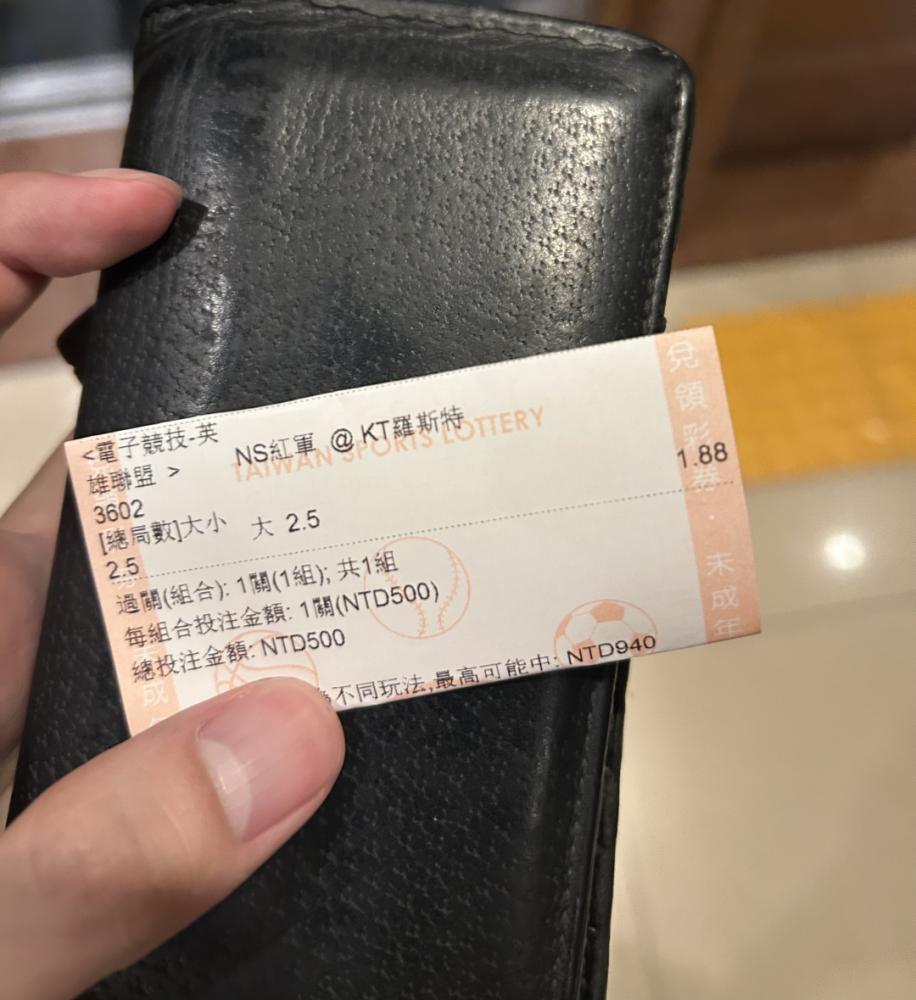 <電子競技-英
雄聯盟 >
NS紅軍 @ KT羅斯特
TAIWAN SPORTS LOTTERY
3602
[總局數]大小
2.5
大 2.5
1.88
過關(組合): 1關(1組); 共1組
每組合投注金額: 1關(NTD500)
總投注金額: NTD500
不同玩法,最高可能中: NTD940
兌領彩券・未成年
成